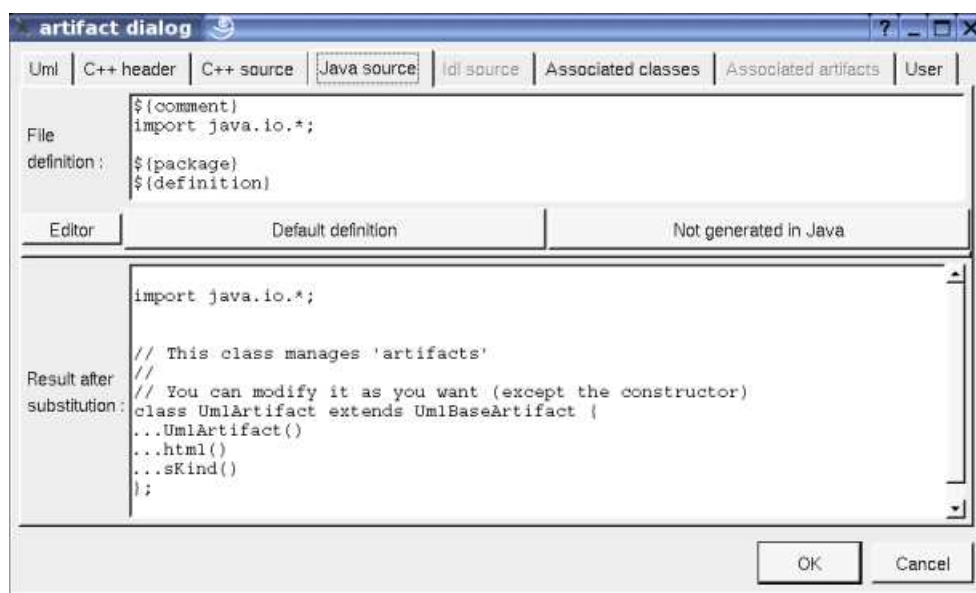 artifact dialog
Uml C++ header C++ source Java source Idl source Associated classes Associated artifacts User
File
definition :
${comment}
import java.io.*;
${package}
${definition}
Editor Default definition Not generated in Java
Result after
substitution :
import java.io.*;
// This class manages 'artifacts'
//
// You can modify it as you want (except the constructor)
class UmlArtifact extends UmlBaseArtifact {
...UmlArtifact()
...html()
...sKind()
};
OK Cancel